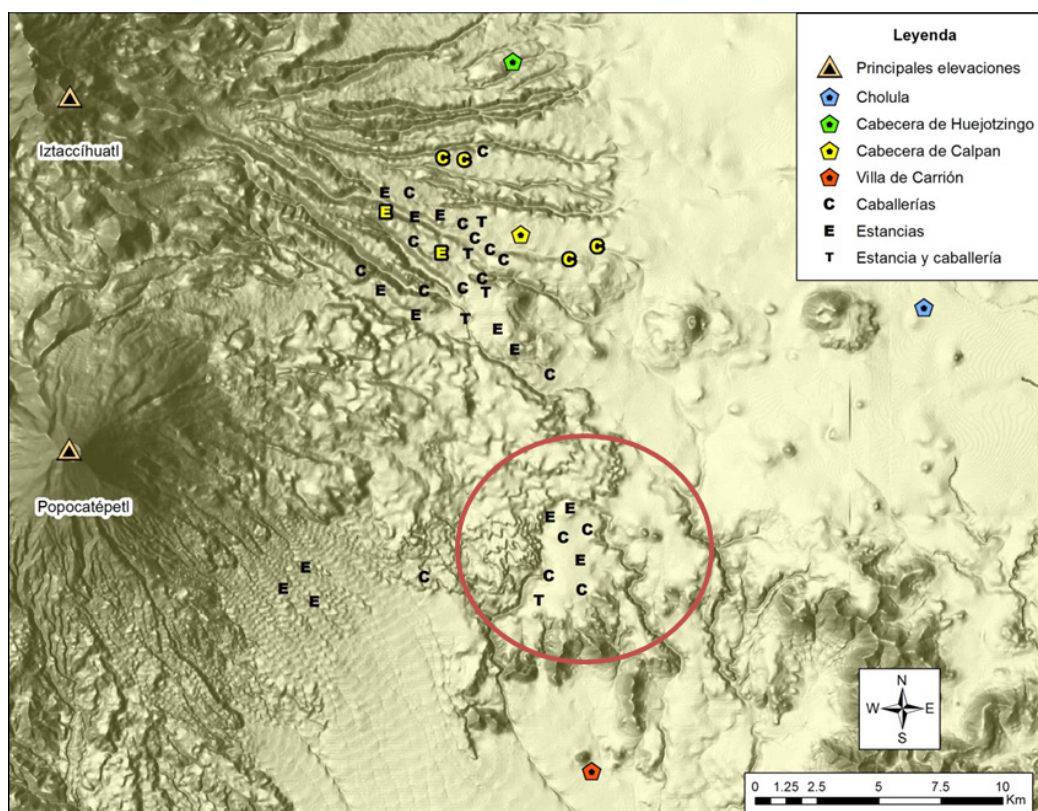 Leyenda
Principales elevaciones
Cholula
Cabecera de Huejotzingo
Cabecera de Calpan
Villa de Carrión
C Caballerías
E Estancias
T Estancia y caballería
Iztaccíhuatl
C C C
E C
E E E C T
C C
E T C C
C C
C C
E C C T
E T
E
E
C
Popocatépetl
E E
C C
E
E C C
E C
E T
N
W E
S
0 1.25 2.5 5 7.5 10
Km